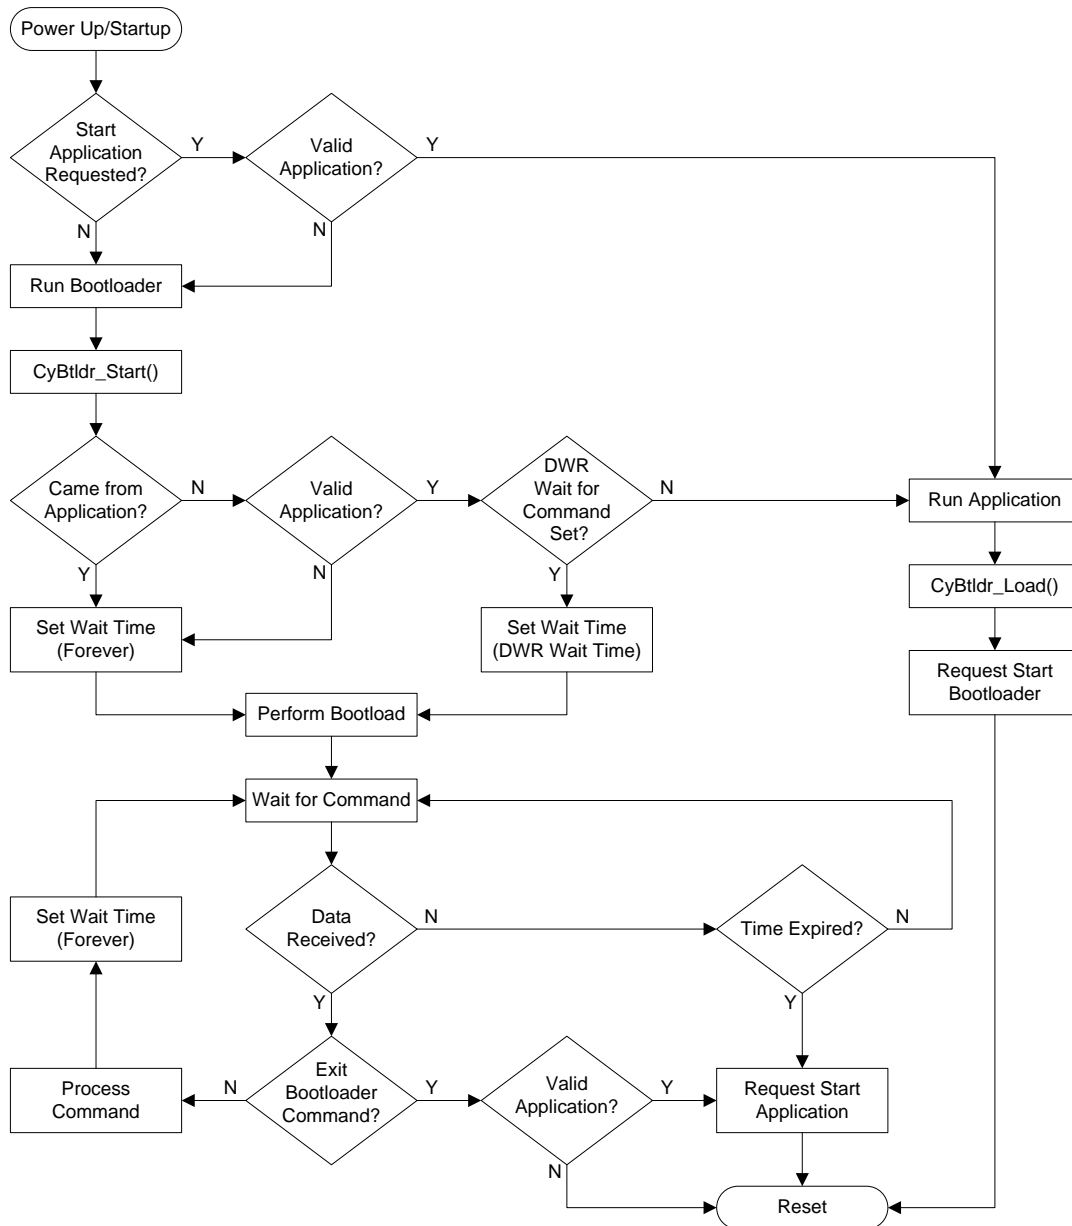 Power Up/Startup
Start
Application
Requested?
Y
Valid
Application?
Y
N
N
Run Bootloader
CyBtldr_Start()
Came from
Application?
N
Valid
Application?
Y
DWR
Wait for
Command
Set?
N
Run Application
Y
N
Y
CyBtldr_Load()
Set Wait Time
(Forever)
Set Wait Time
(DWR Wait Time)
Request Start
Bootloader
Perform Bootload
Wait for Command
Set Wait Time
(Forever)
Data
Received?
N
Time Expired?
N
Y
Y
Process
Command
N
Exit
Bootloader
Command?
Y
Valid
Application?
Y
Request Start
Application
N
Reset